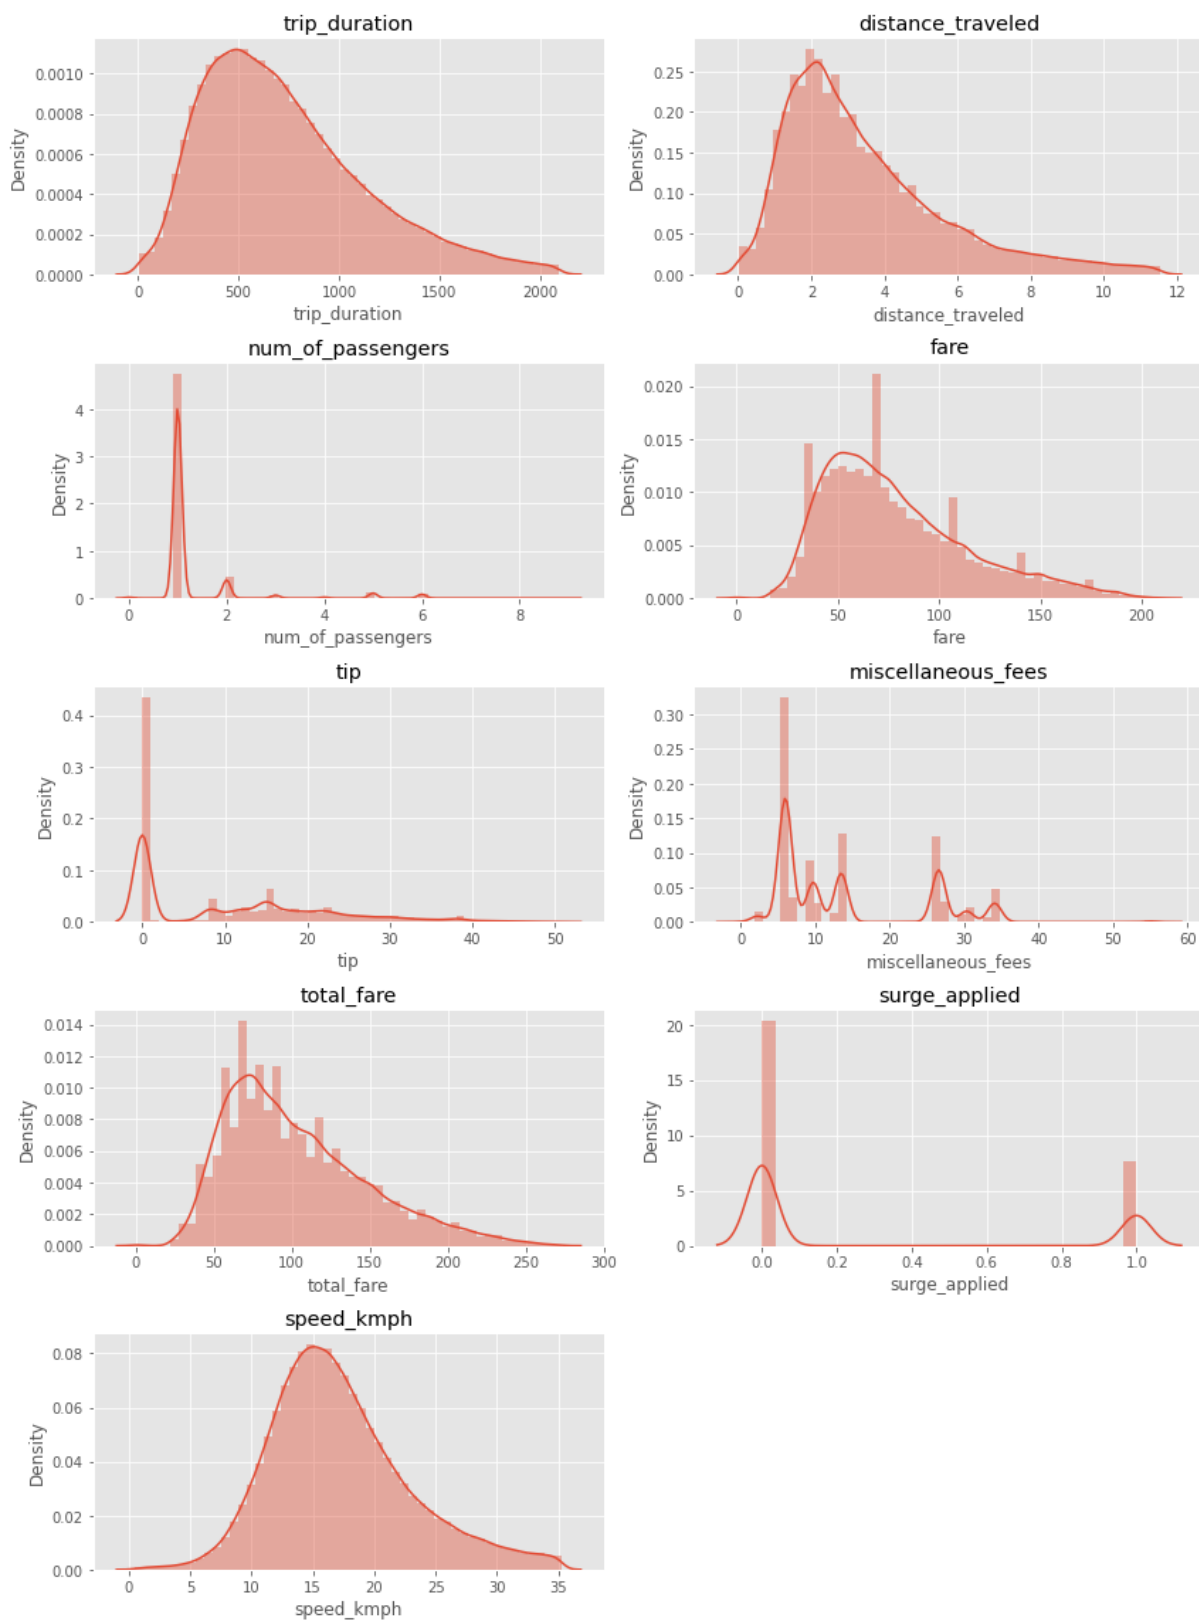 trip_duration
Density
0.0010
0.0008
0.0006
0.0004
0.0002
0.0000
0 500 1000 1500 2000
trip_duration
distance_traveled
Density
0.25
0.20
0.15
0.10
0.05
0.00
0 2 4 6 8 10 12
distance_traveled
num_of_passengers
Density
4
3
2
1
0
0 2 4 6 8
num_of_passengers
fare
Density
0.020
0.015
0.010
0.005
0.000
0 50 100 150 200
fare
tip
Density
0.4
0.3
0.2
0.1
0.0
0 10 20 30 40 50
tip
miscellaneous_fees
Density
0.30
0.25
0.20
0.15
0.10
0.05
0.00
0 10 20 30 40 50 60
miscellaneous_fees
total_fare
Density
0.014
0.012
0.010
0.008
0.006
0.004
0.002
0.000
0 50 100 150 200 250 300
total_fare
surge_applied
Density
20
15
10
5
0
0.0 0.2 0.4 0.6 0.8 1.0
surge_applied
speed_kmph
Density
0.08
0.06
0.04
0.02
0.00
0 5 10 15 20 25 30 35
speed_kmph